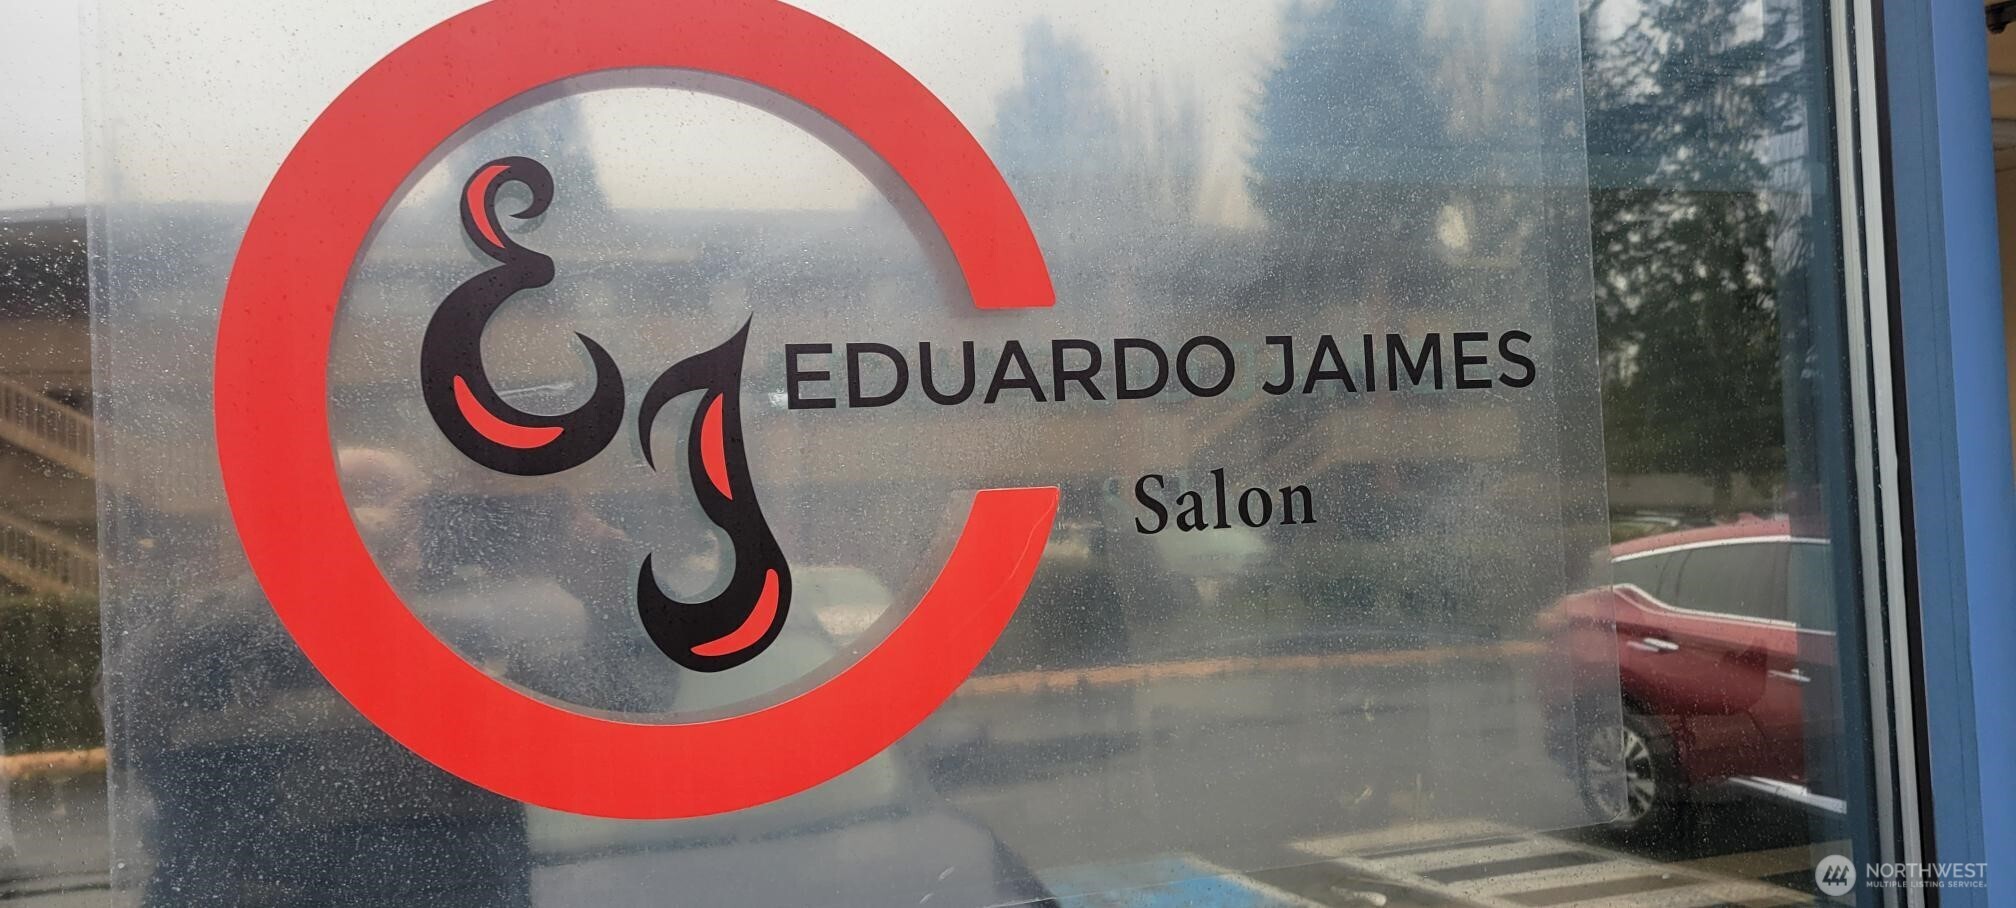 EJ
EDUARDO JAIMES
Salon
NORTHWEST
MULTIPLE LISTING SERVICE